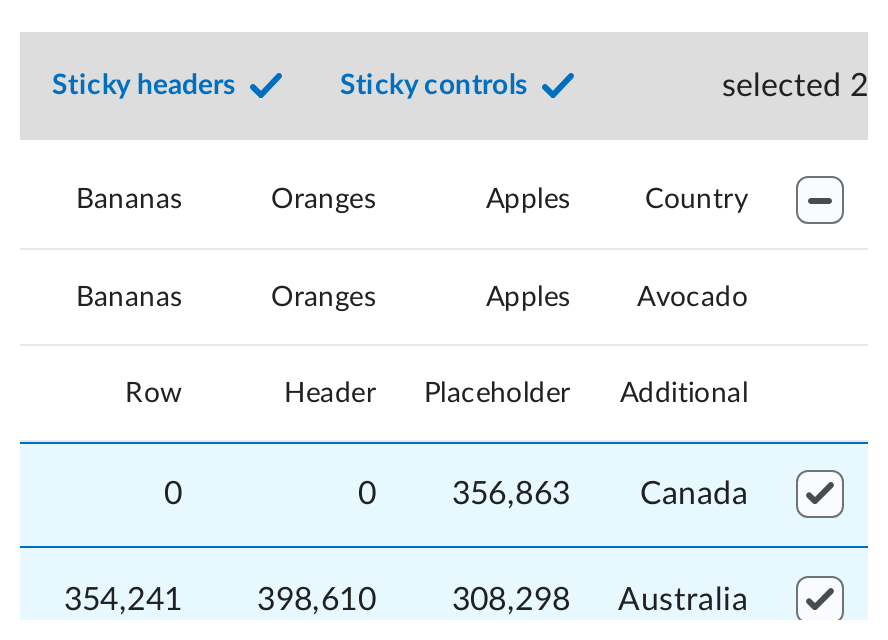 Sticky headers Sticky controls selected 2
Bananas Oranges Apples Country
Bananas Oranges Apples Avocado
Row Header Placeholder Additional
0 0 356,863 Canada
354,241 398,610 308,298 Australia